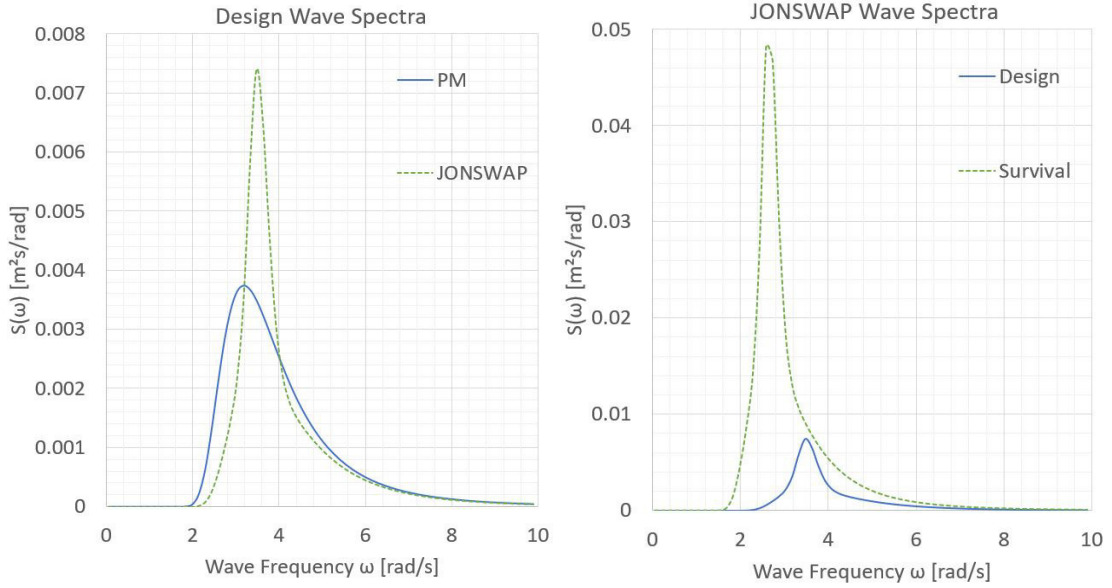 Design Wave Spectra
0.008
0.007
0.006
0.005
0.004
0.003
0.002
0.001
0
S(ω) [m²s/rad]
PM
JONSWAP
0 2 4 6 8 10
Wave Frequency ω [rad/s]
JONSWAP Wave Spectra
0.05
0.04
0.03
0.02
0.01
0
S(ω) [m²s/rad]
Design
Survival
0 2 4 6 8 10
Wave Frequency ω [rad/s]